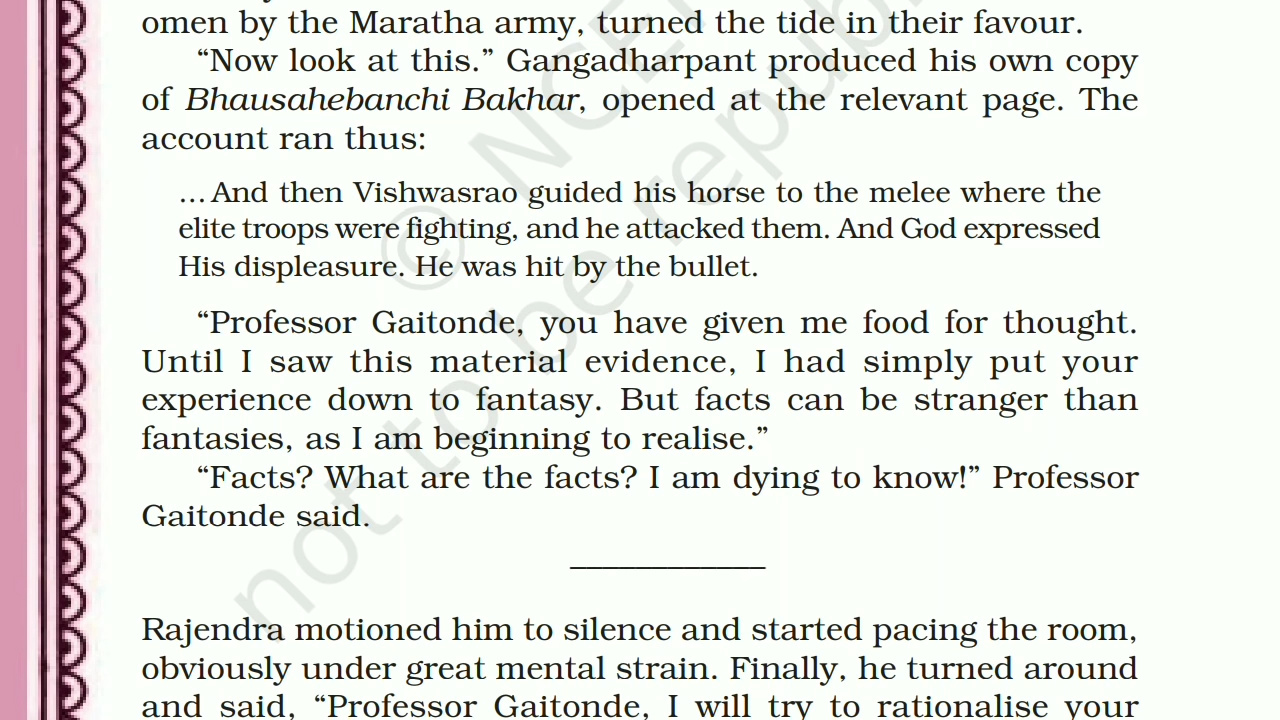 omen by the Maratha army, turned the tide in their favour.
“Now look at this.” Gangadharpant produced his own copy
of Bhausahebanchi Bakhar, opened at the relevant page. The
account ran thus:
…And then Vishwasrao guided his horse to the melee where the
elite troops were fighting, and he attacked them. And God expressed
His displeasure. He was hit by the bullet.
“Professor Gaitonde, you have given me food for thought.
Until I saw this material evidence, I had simply put your
experience down to fantasy. But facts can be stranger than
fantasies, as I am beginning to realise.”
“Facts? What are the facts? I am dying to know!” Professor
Gaitonde said.
Rajendra motioned him to silence and started pacing the room,
obviously under great mental strain. Finally, he turned around
and said, “Professor Gaitonde, I will try to rationalise your
© NCE
not to be republi